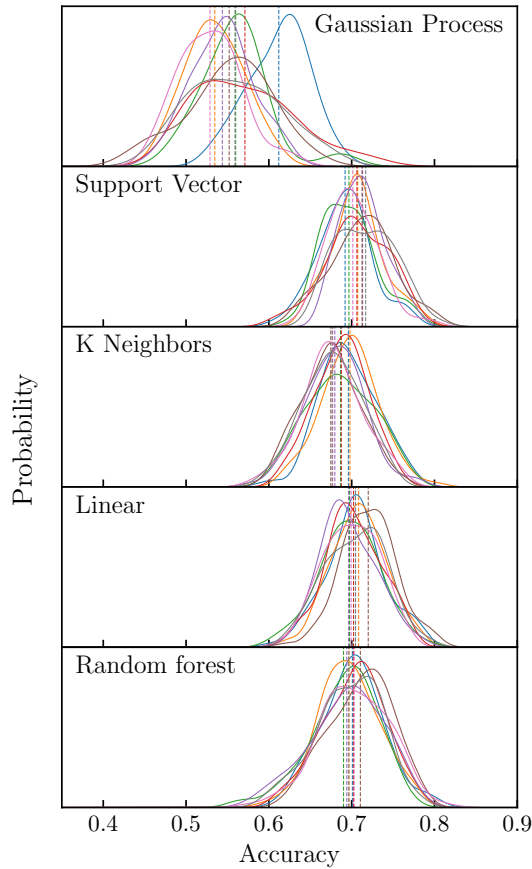 Gaussian Process
Support Vector
K Neighbors
Linear
Random forest
Probability
0.4 0.5 0.6 0.7 0.8 0.9
Accuracy